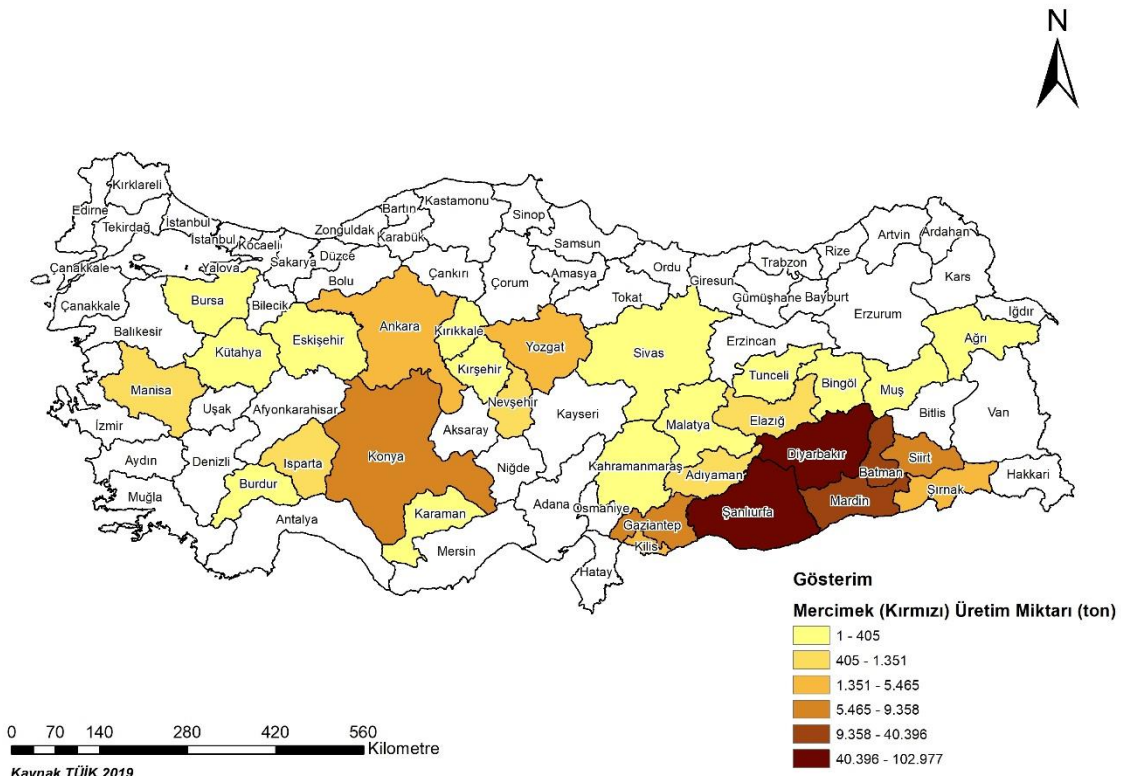 N
Kırklareli
Edirne
Tekirdağ
İstanbul
İstanbul
Kocaeli
Yalova
Sakarya
Düzce
Zonguldak
Bartın
Karabük
Kastamonu
Sinop
Samsun
Çankırı
Çorum
Amasya
Tokat
Ordu
Giresun
Trabzon
Rize
Artvin
Ardahan
Kars
Gümüşhane
Bayburt
Erzurum
Iğdır
Çanakkale
Çanakkale
Balıkesir
Bursa
Bilecik
Bolu
Eskişehir
Kütahya
Ankara
Kırıkkale
Kırşehir
Yozgat
Sivas
Erzincan
Tunceli
Bingöl
Muş
Ağrı
Manisa
İzmir
Uşak
Afyonkarahisar
Konya
Aksaray
Nevşehir
Kayseri
Malatya
Elazığ
Bitlis
Van
Aydın
Denizli
Isparta
Burdur
Muğla
Antalya
Karaman
Mersin
Niğde
Adana
Osmaniye
Kahramanmaraş
Adıyaman
Gaziantep
Kilis
Hatay
Şanlıurfa
Diyarbakır
Batman
Mardin
Siirt
Şırnak
Hakkari
Gösterim
Mercimek (Kırmızı) Üretim Miktarı (ton)
1 - 405
405 - 1.351
1.351 - 5.465
5.465 - 9.358
9.358 - 40.396
40.396 - 102.977
0 70 140 280 420 560
Kilometre
Kaynak TÜİK 2019